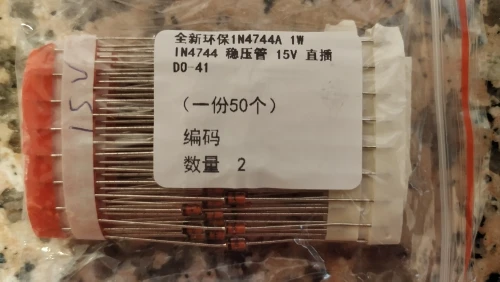 全新环保1N4744A 1W
1N4744 稳压管 15V 直插
DO-41
（一份50个）
编码
数量 2
15V